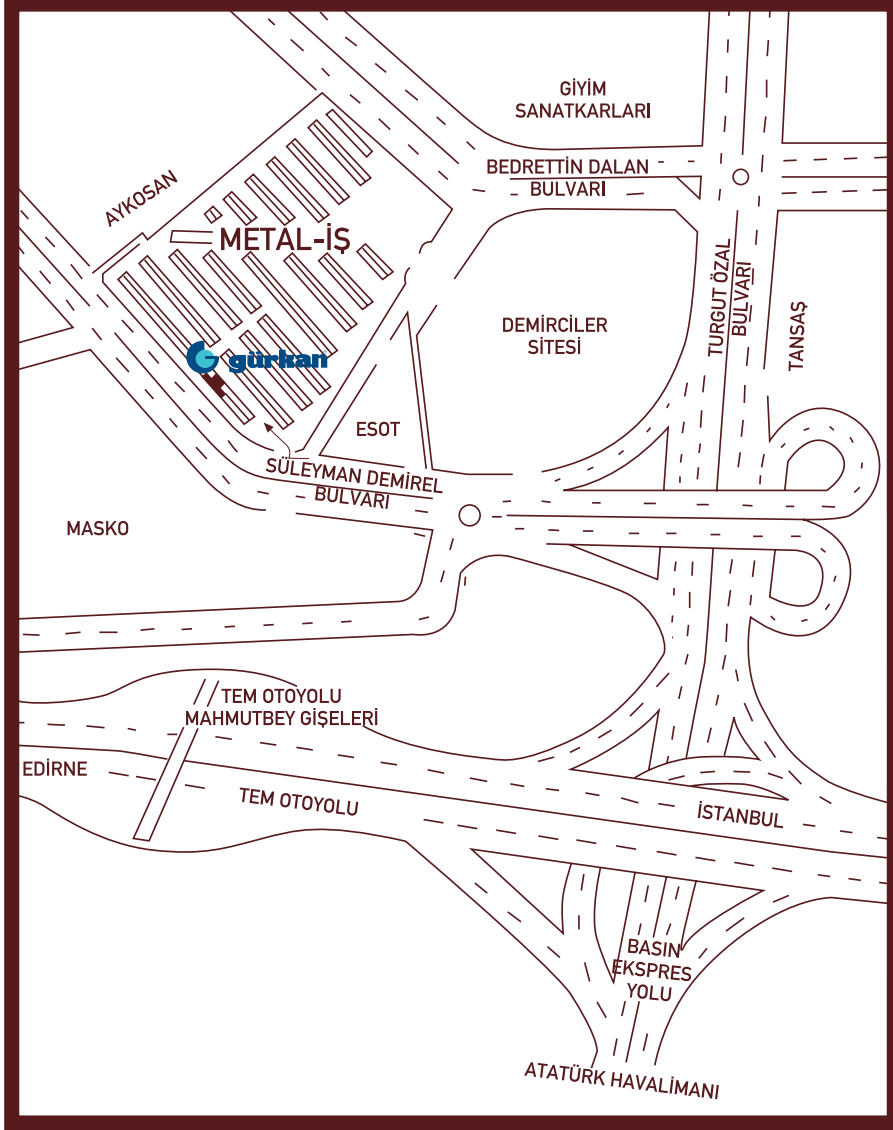 GİYİM
SANATKARLARI
BEDRETTİN DALAN
BULVARI
AYKOSAN
METAL-İŞ
TURGUT ÖZAL
BULVARI
TANSAŞ
DEMİRCİLER
SİTESİ
gürkan
ESOT
SÜLEYMAN DEMİREL
BULVARI
MASKO
TEM OTOYOLU
MAHMUTBEY GİŞELERİ
EDİRNE
TEM OTOYOLU
İSTANBUL
BASIN
EKSPRES
YOLU
ATATÜRK HAVALİMANI